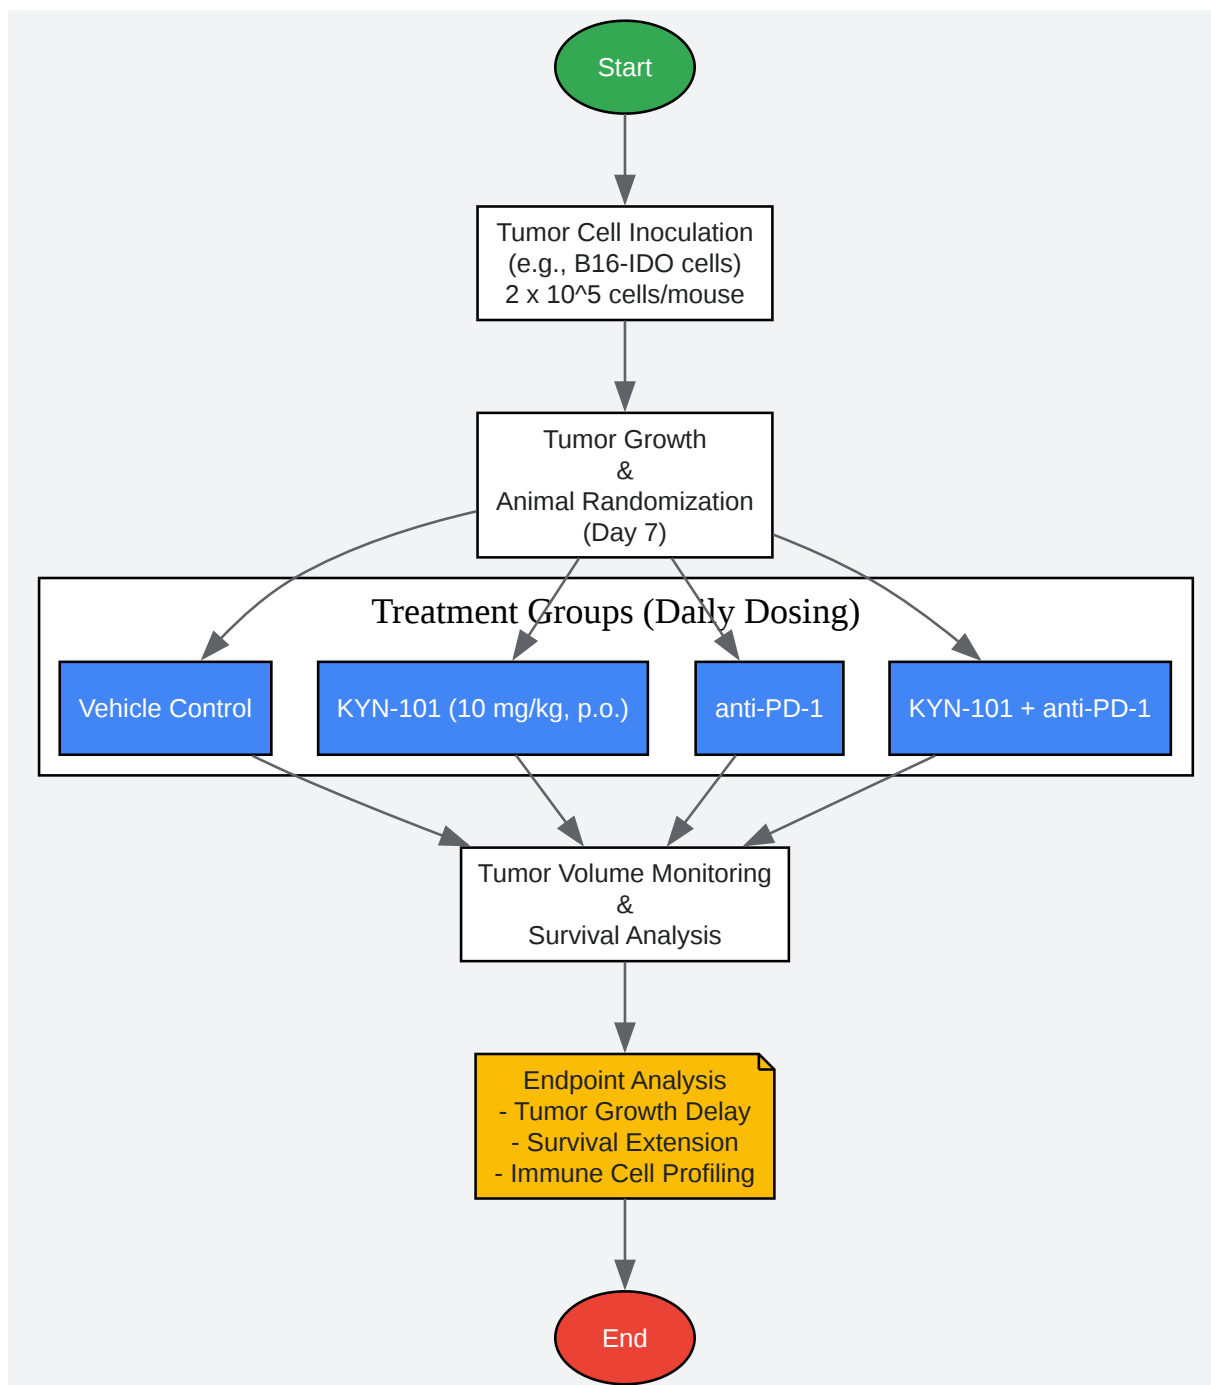 Start
Tumor Cell Inoculation
(e.g., B16-IDO cells)
2 x 10^5 cells/mouse
Tumor Growth
&
Animal Randomization
(Day 7)
Treatment Groups (Daily Dosing)
Vehicle Control
KYN-101 (10 mg/kg, p.o.)
anti-PD-1
KYN-101 + anti-PD-1
Tumor Volume Monitoring
&
Survival Analysis
Endpoint Analysis
- Tumor Growth Delay
- Survival Extension
- Immune Cell Profiling
End